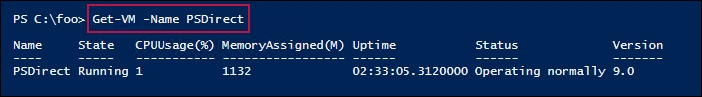 PS C:\foo> Get-VM -Name PSDirect
Name     State   CPUUsage(%) MemoryAssigned(M) Uptime           Status             Version
----     -----   ----------- ----------------- ------           ------             -------
PSDirect Running 1           1132              02:33:05.3120000 Operating normally 9.0